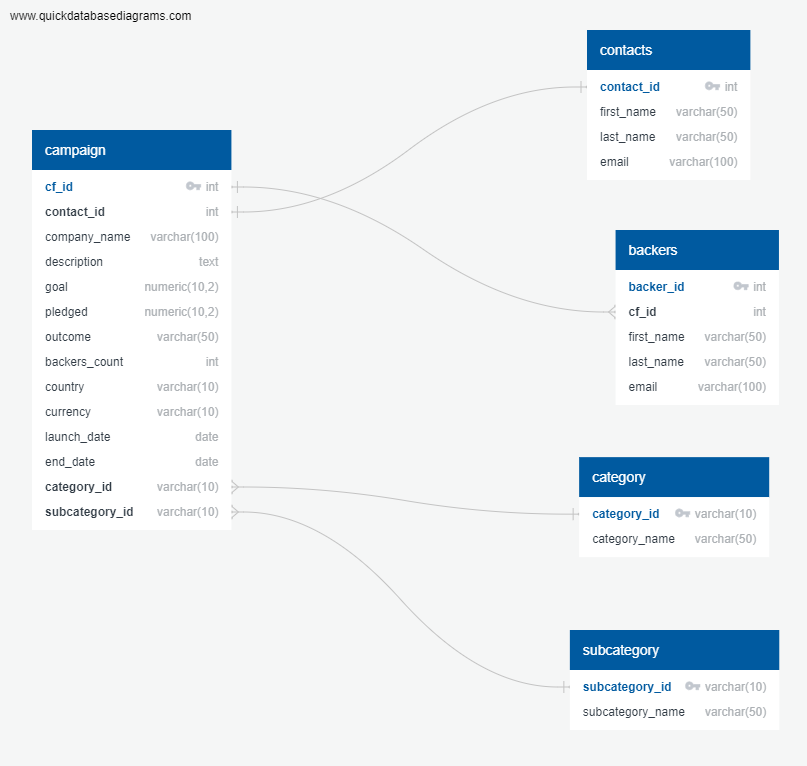 www.quickdatabasediagrams.com
campaign
cf_id int
contact_id int
company_name varchar(100)
description text
goal numeric(10,2)
pledged numeric(10,2)
outcome varchar(50)
backers_count int
country varchar(10)
currency varchar(10)
launch_date date
end_date date
category_id varchar(10)
subcategory_id varchar(10)
contacts
contact_id int
first_name varchar(50)
last_name varchar(50)
email varchar(100)
backers
backer_id int
cf_id int
first_name varchar(50)
last_name varchar(50)
email varchar(100)
category
category_id varchar(10)
category_name varchar(50)
subcategory
subcategory_id varchar(10)
subcategory_name varchar(50)